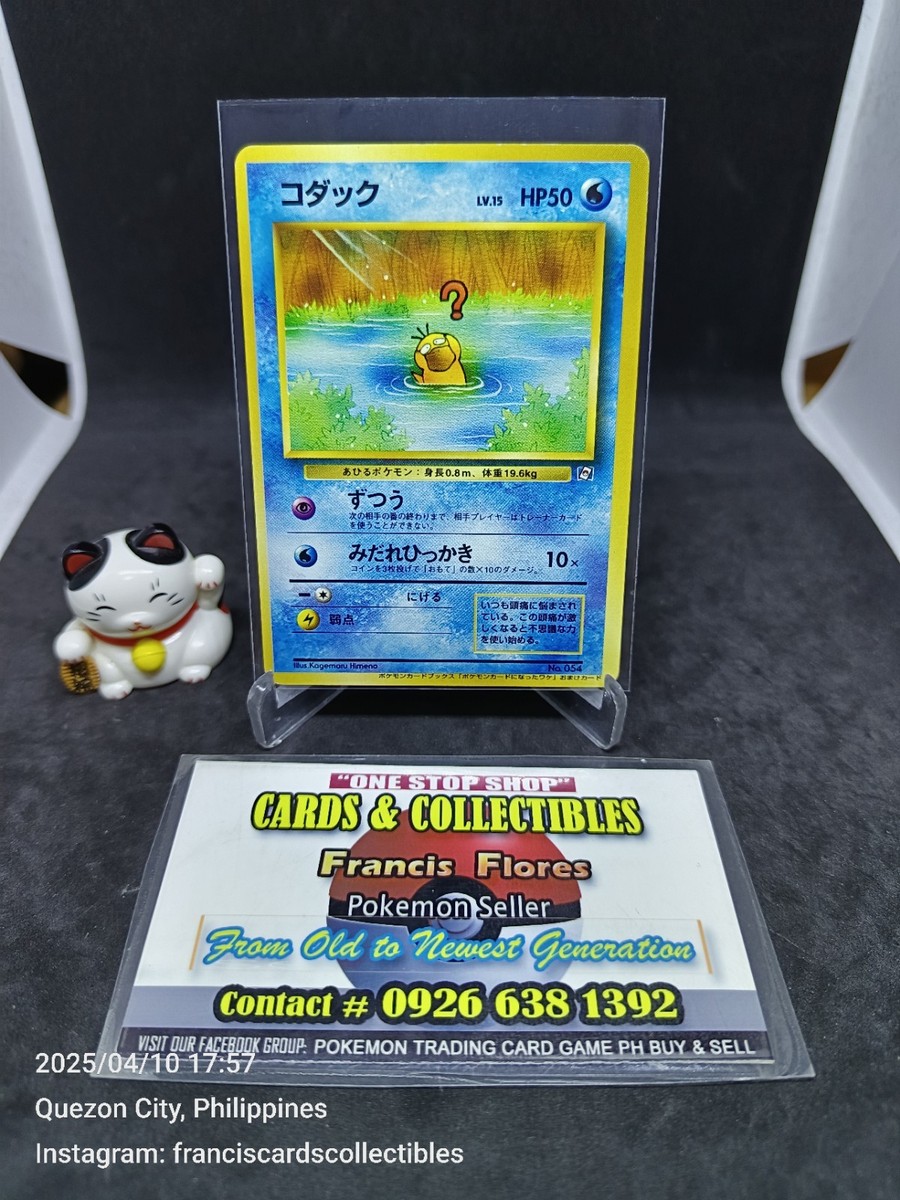 コダック
LV.15 HP50
?
あひるポケモン：身長0.8m、体重19.6kg
ずつう
次の相手の番の終わりまで、相手プレイヤーはトレーナーカード
を使うことができない。
みだれひっかき 10×
コインを3枚投げて「おもて」の数×10のダメージ。
にげる
弱点
いつも頭痛に悩まされ
ている。この頭痛が激
しくなると不思議な力
を使い始める。
Illus.Kagemaru Himeno No.054
ポケモンカードブックス「ポケモンカードになったワケ」おまけカード
"ONE STOP SHOP"
CARDS & COLLECTIBLES
Francis Flores
Pokemon Seller
From Old to Newest Generation
Contact # 0926 638 1392
VISIT OUR FACEBOOK GROUP: POKEMON TRADING CARD GAME PH BUY & SELL
2025/04/10 17:57
Quezon City, Philippines
Instagram: franciscardscollectibles